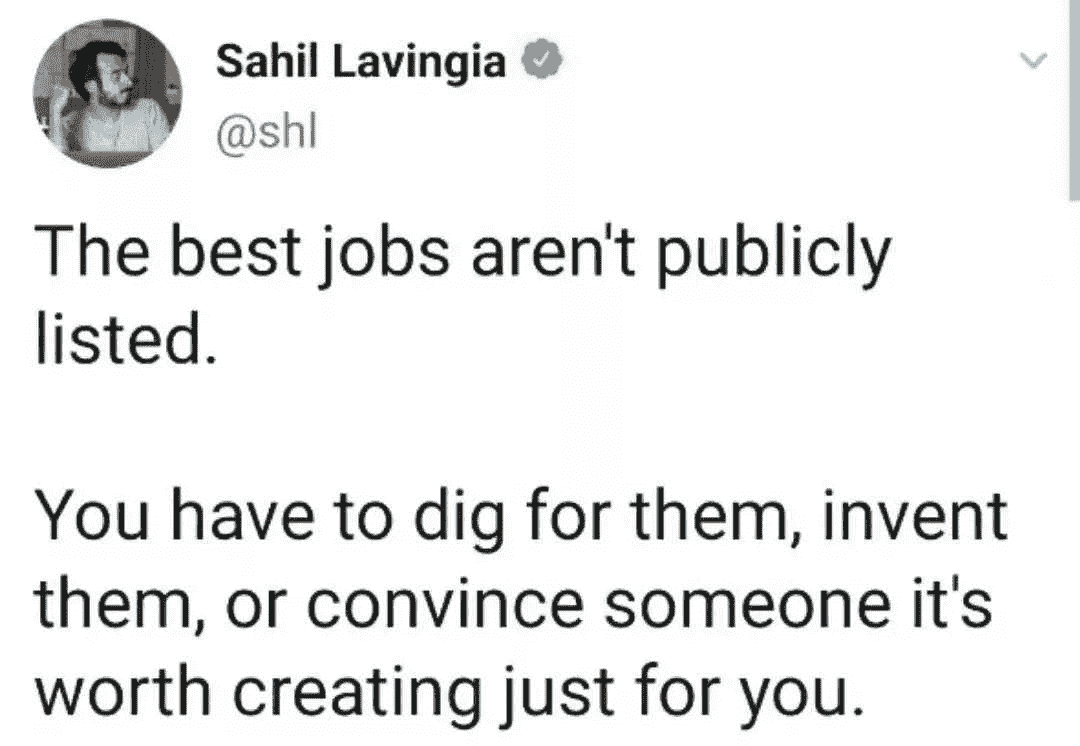 Sahil Lavingia
@shl
The best jobs aren't publicly
listed.
You have to dig for them, invent
them, or convince someone it's
worth creating just for you.